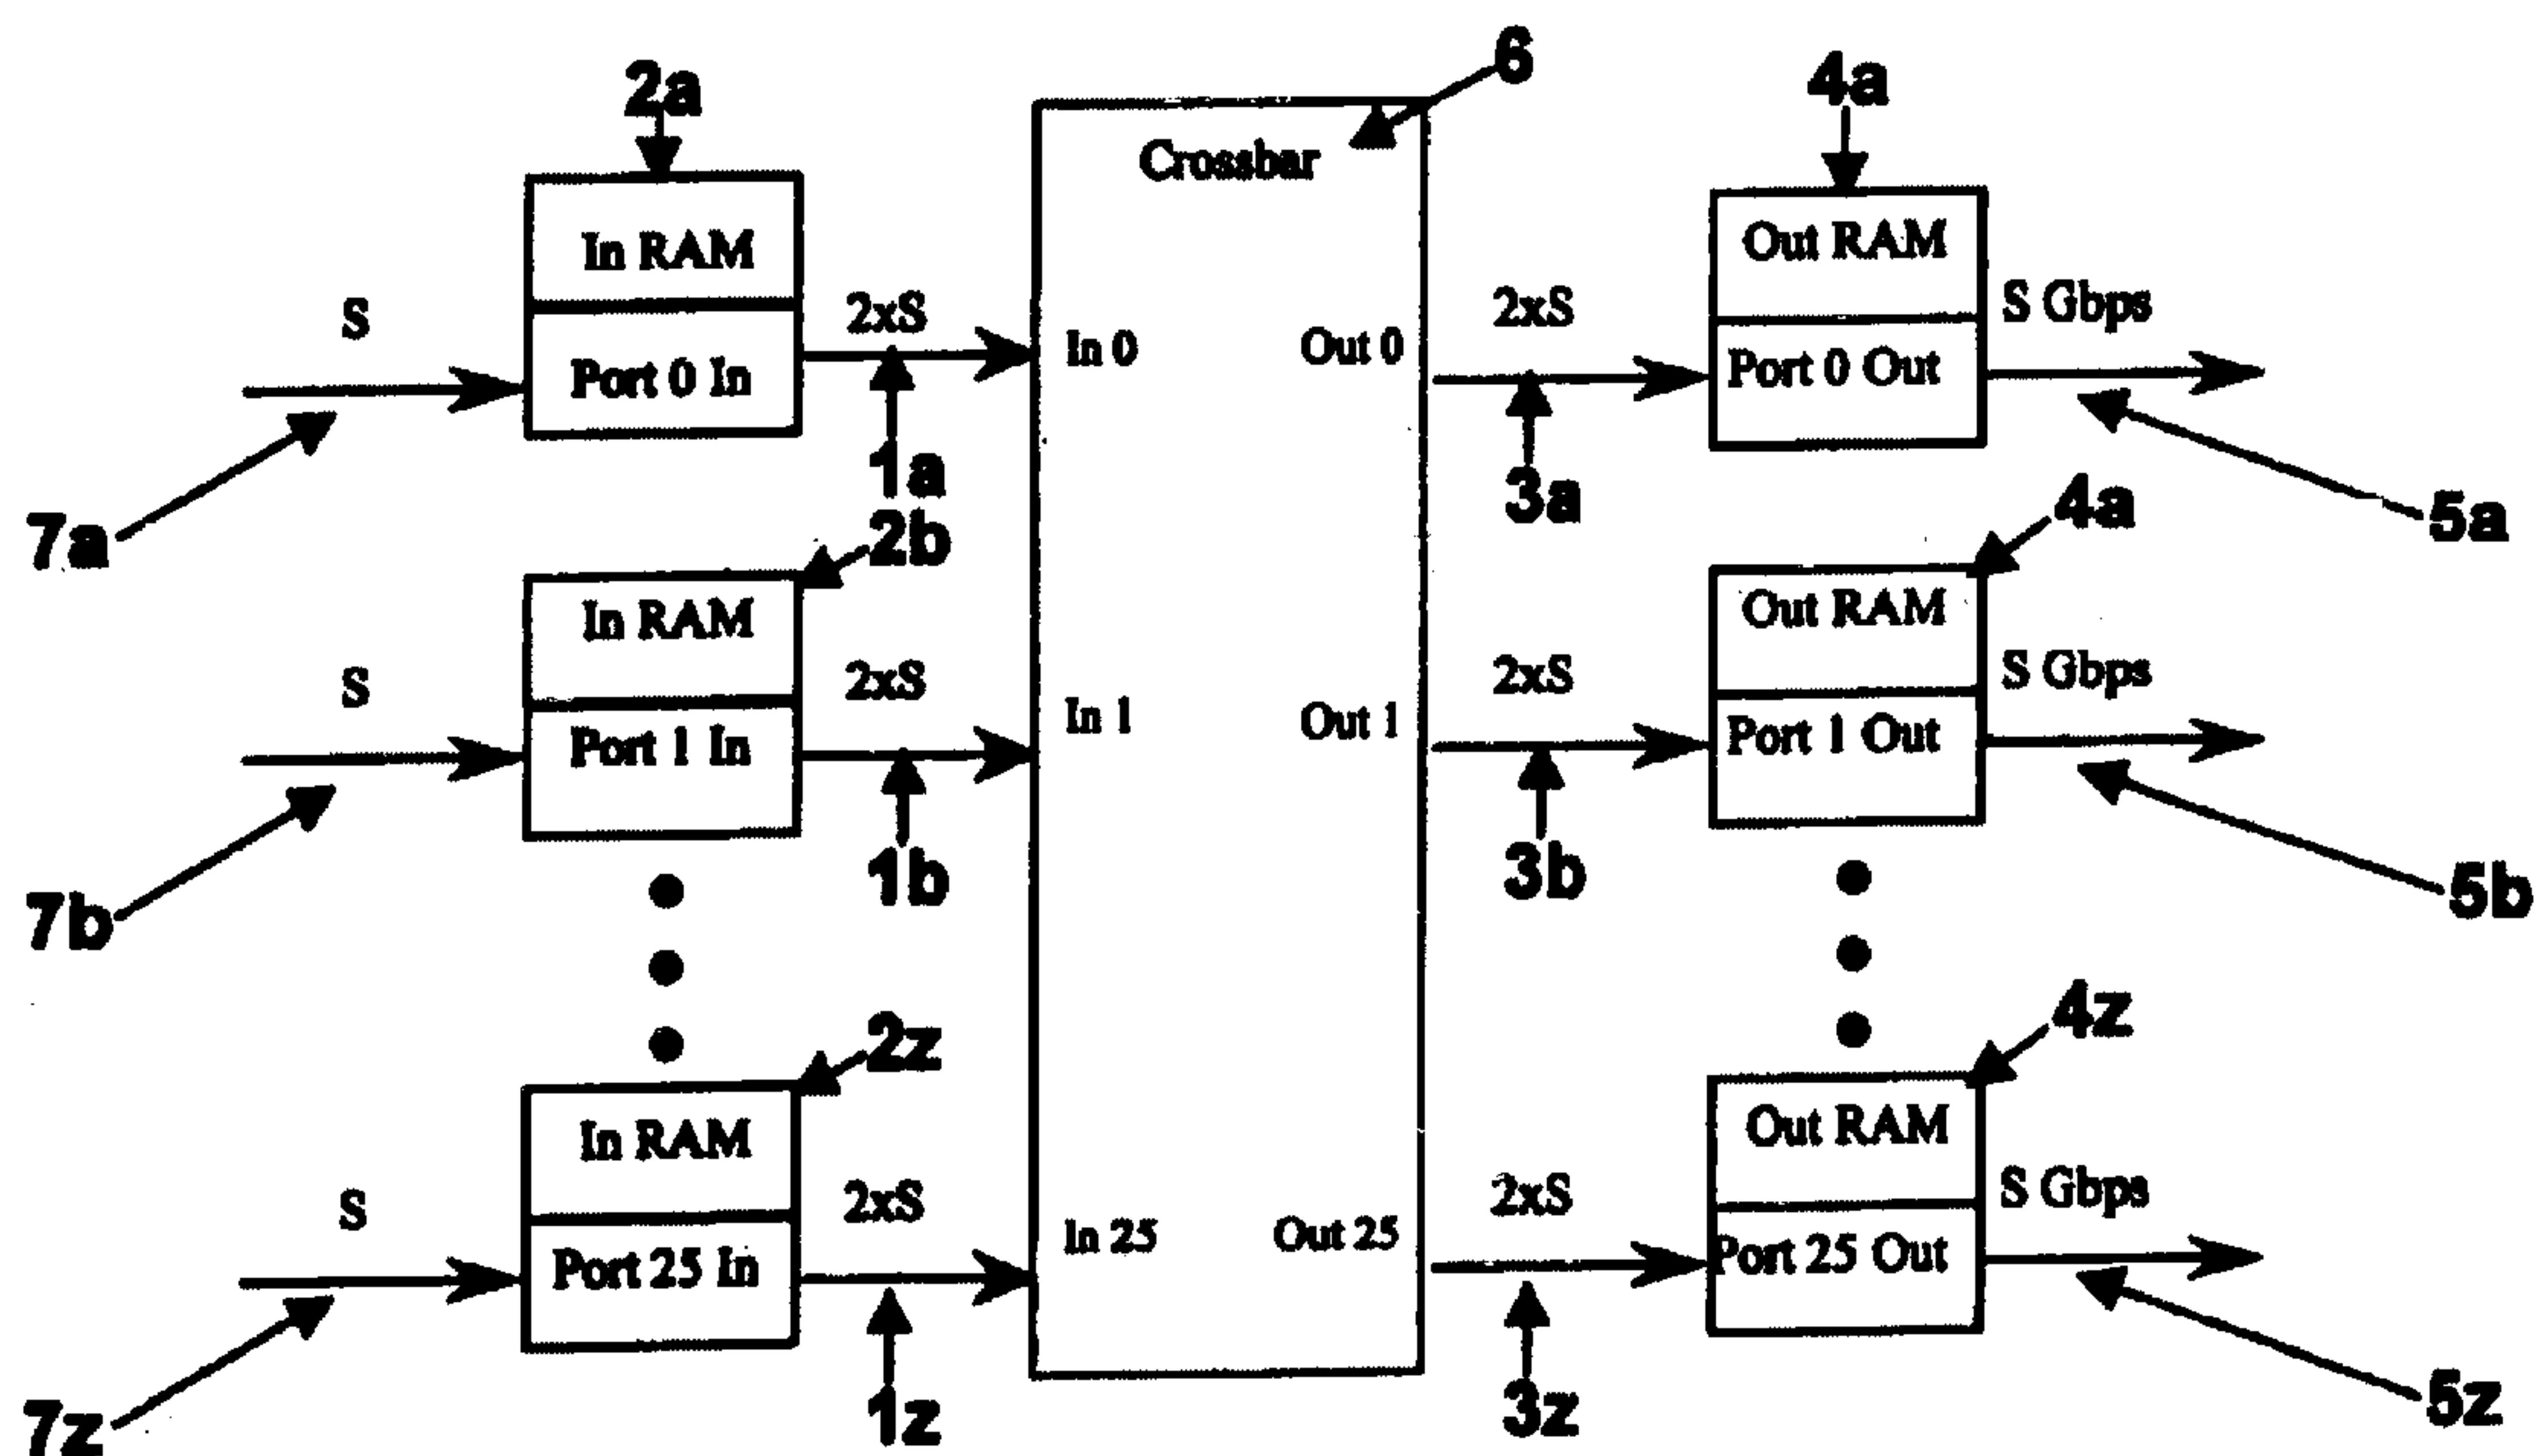 6
2a
4a
Crossbar
In RAM
Out RAM
S
2xS
2xS
S Gbps
In 0
Out 0
Port 0 In
Port 0 Out
1a
3a
7a
2b
4a
5a
In RAM
Out RAM
S
2xS
2xS
S Gbps
In 1
Out 1
Port 1 In
Port 1 Out
1b
3b
7b
5b
2z
4z
In RAM
Out RAM
S
2xS
2xS
S Gbps
In 25
Out 25
Port 25 In
Port 25 Out
1z
3z
7z
5z